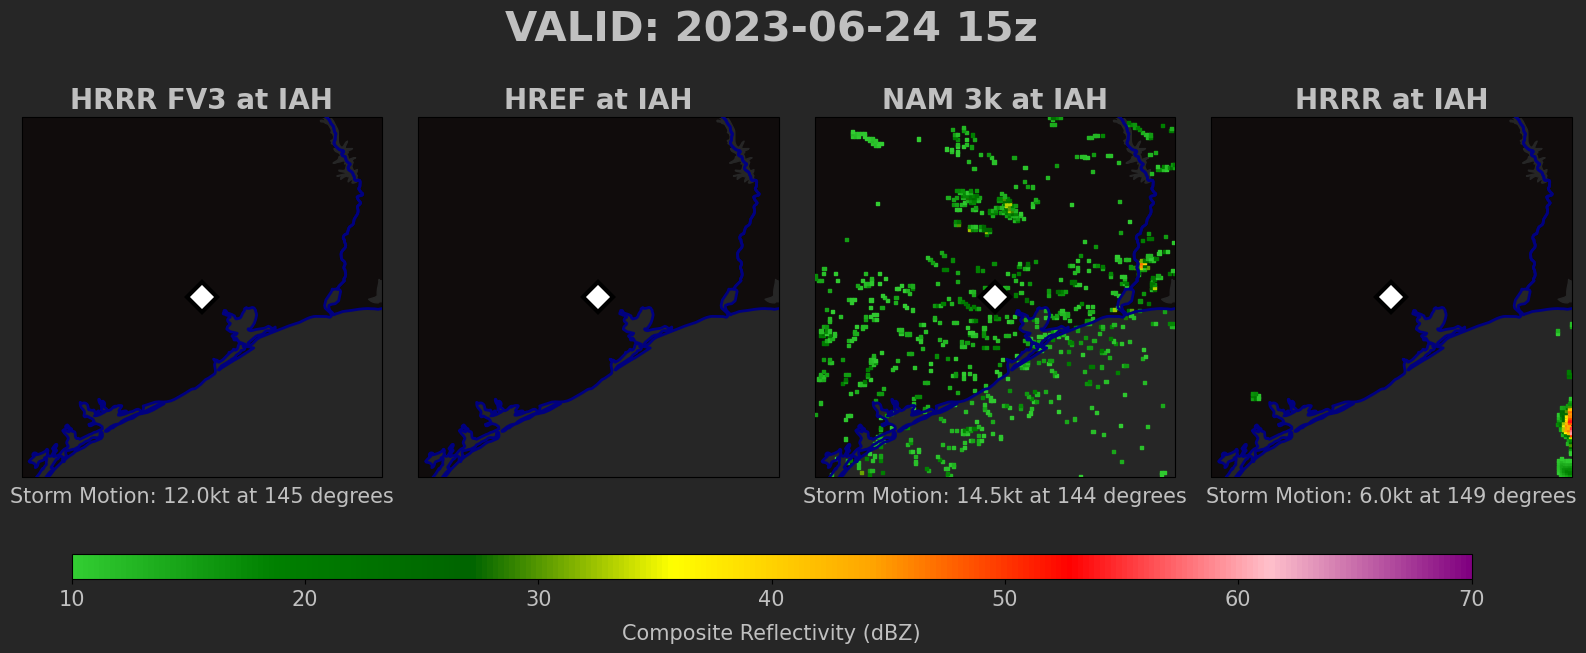 VALID: 2023-06-24 15z
HRRR FV3 at IAH
HREF at IAH
NAM 3k at IAH
HRRR at IAH
Storm Motion: 12.0kt at 145 degrees
Storm Motion: 14.5kt at 144 degrees
Storm Motion: 6.0kt at 149 degrees
10 20 30 40 50 60 70
Composite Reflectivity (dBZ)